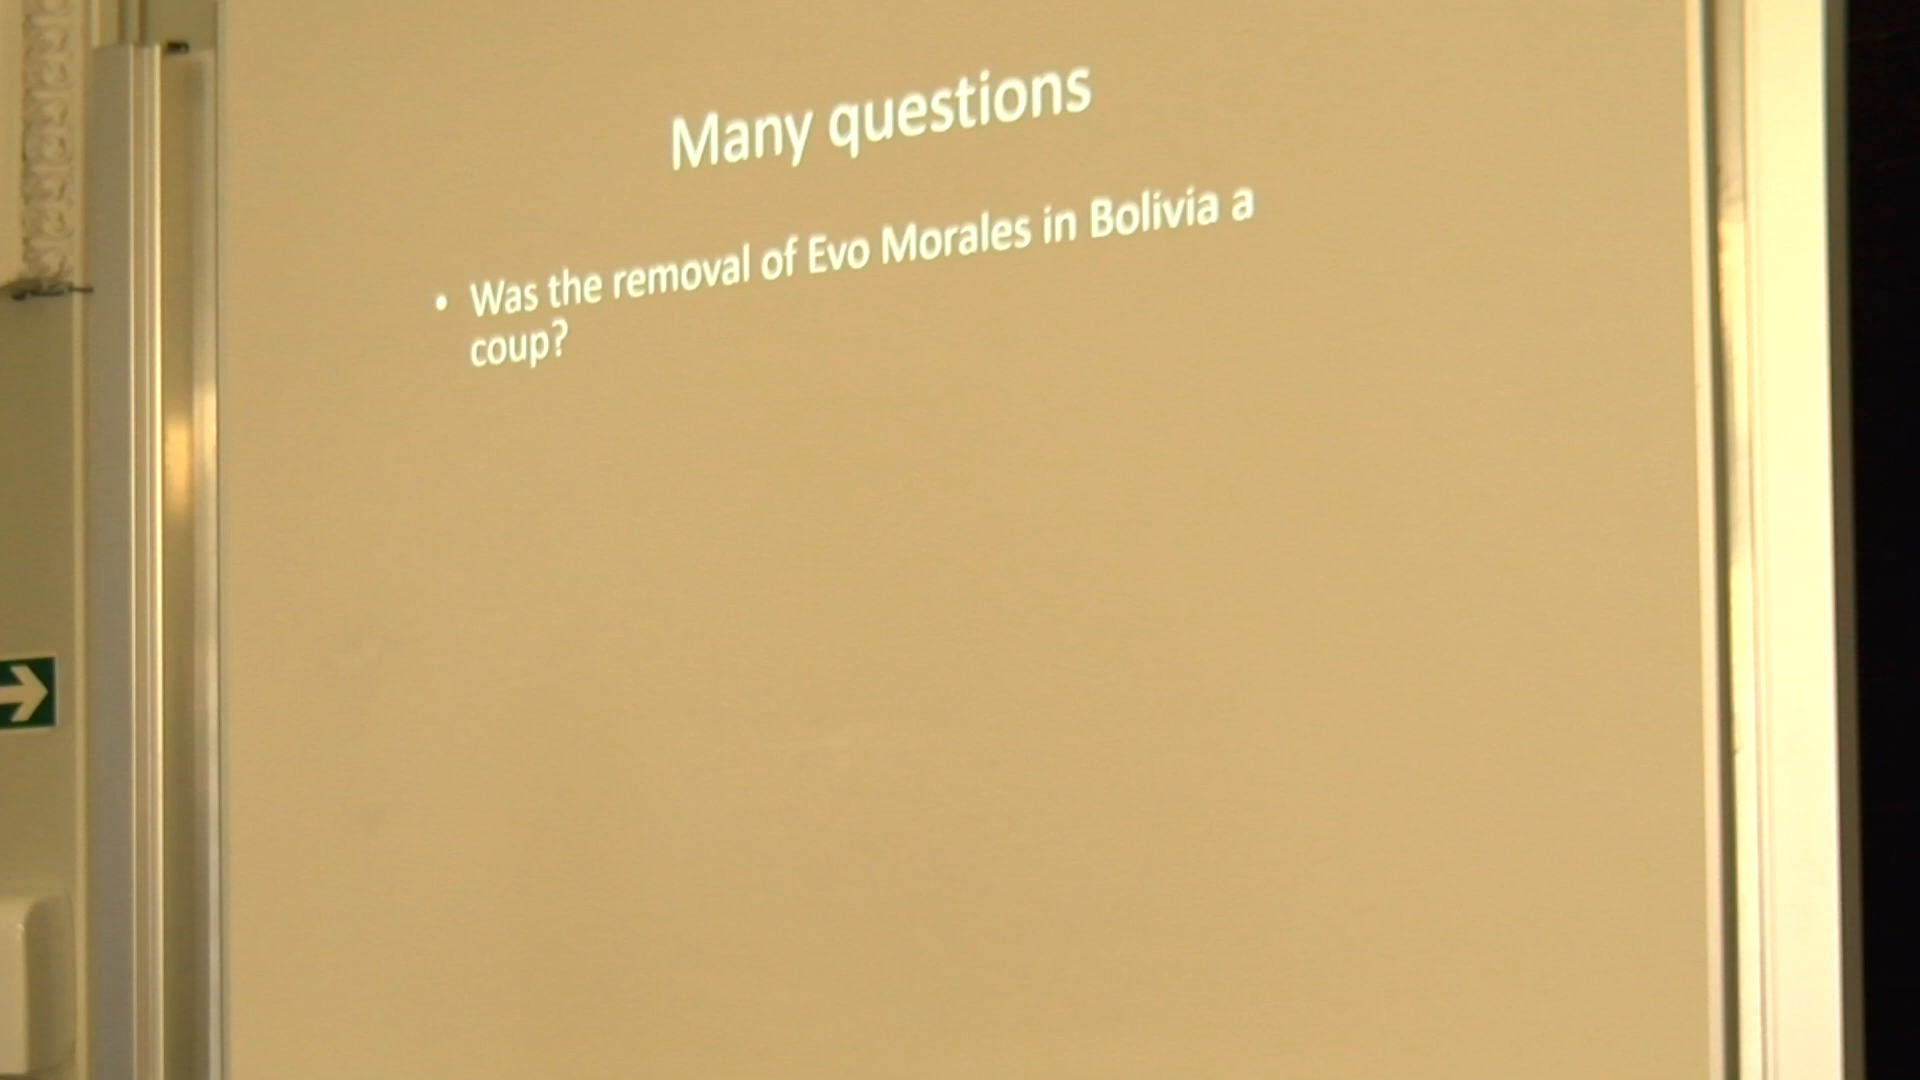 Many questions
• Was the removal of Evo Morales in Bolivia a
coup?